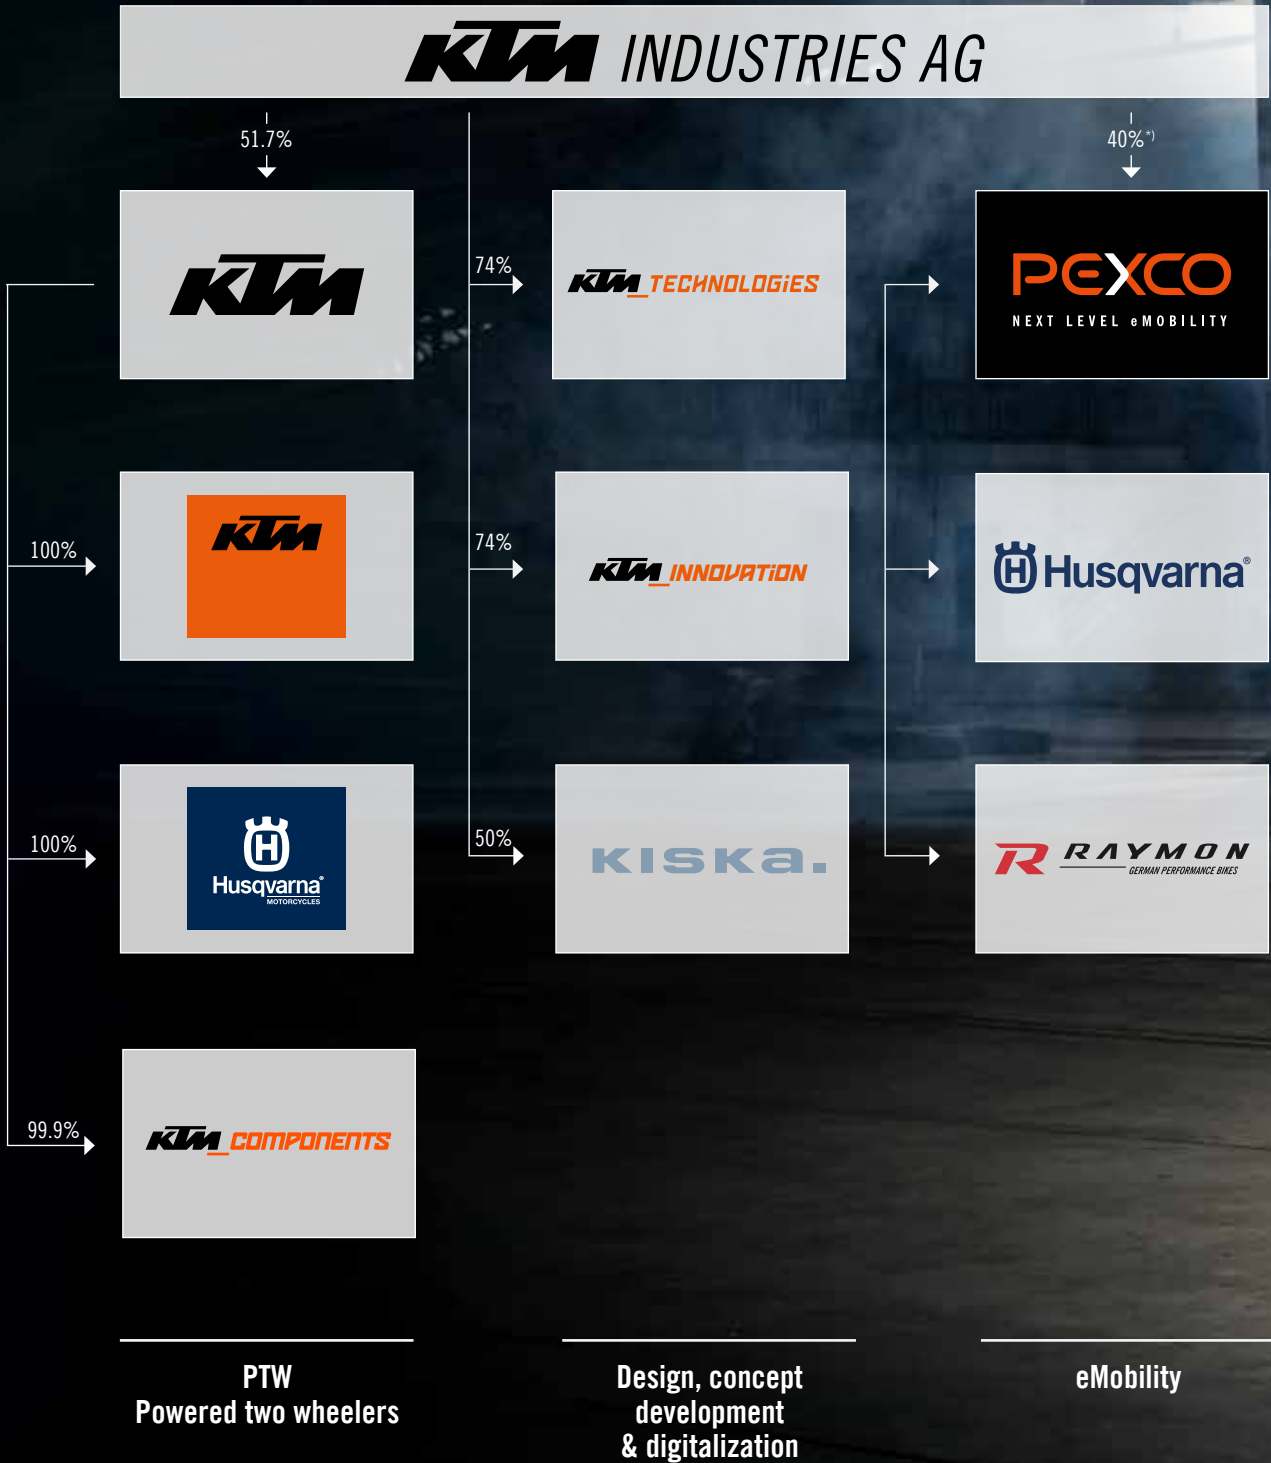 KTM INDUSTRIES AG
51.7%
40% *)
KTM
74%
KTM_TECHNOLOGiES
PEXCO
NEXT LEVEL eMOBILITY
100%
KTM
74%
KTM_INNOVATiON
H Husqvarna®
100%
H
Husqvarna®
MOTORCYCLES
50%
KISKa.
R RAYMON
GERMAN PERFORMANCE BIKES
99.9%
KTM_COMPONENTS
PTW
Powered two wheelers
Design, concept
development
& digitalization
eMobility